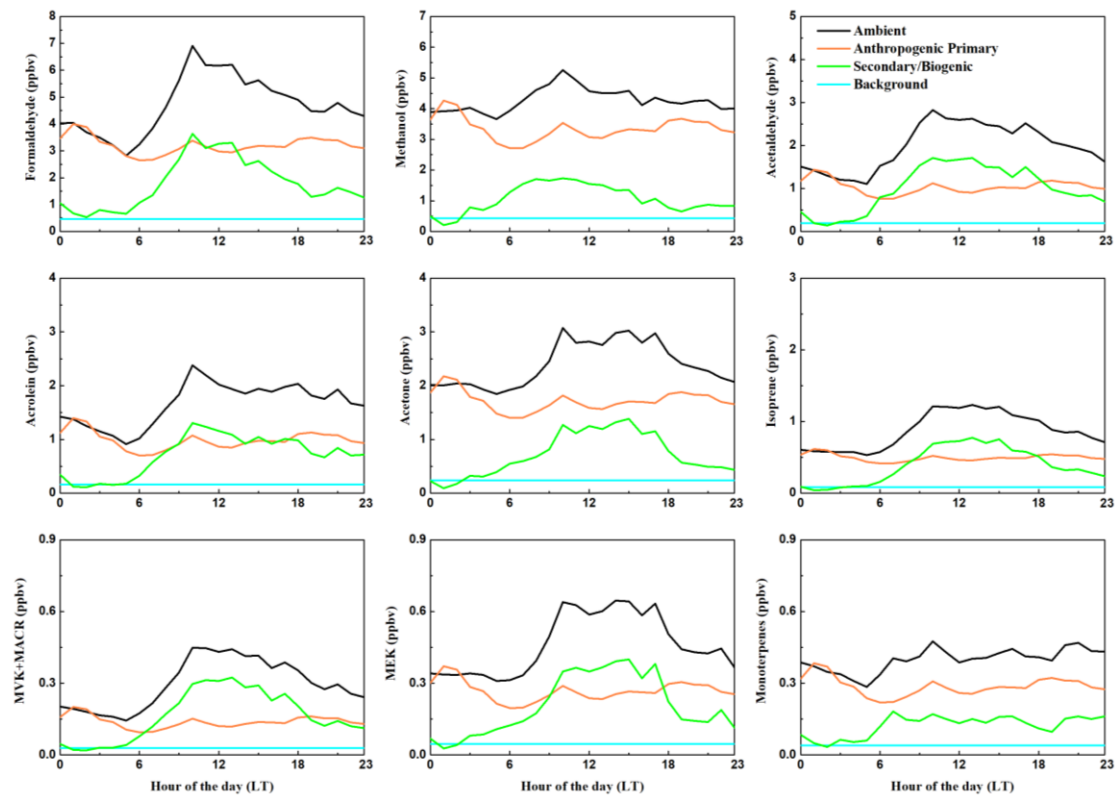 Formaldehyde (ppbv)
8
7
6
5
4
3
2
1
0
0 6 12 18 23
Methanol (ppbv)
7
6
5
4
3
2
1
0
0 6 12 18 23
Acetaldehyde (ppbv)
5
4
3
2
1
0
0 6 12 18 23
Ambient
Anthropogenic Primary
Secondary/Biogenic
Background
Acrolein (ppbv)
4
3
2
1
0
0 6 12 18 23
Acetone (ppbv)
4
3
2
1
0
0 6 12 18 23
Isoprene (ppbv)
3
2
1
0
0 6 12 18 23
MVK+MACR (ppbv)
0.9
0.6
0.3
0.0
0 6 12 18 23
Hour of the day (LT)
MEK (ppbv)
0.9
0.6
0.3
0.0
0 6 12 18 23
Hour of the day (LT)
Monoterpenes (ppbv)
0.9
0.6
0.3
0.0
0 6 12 18 23
Hour of the day (LT)